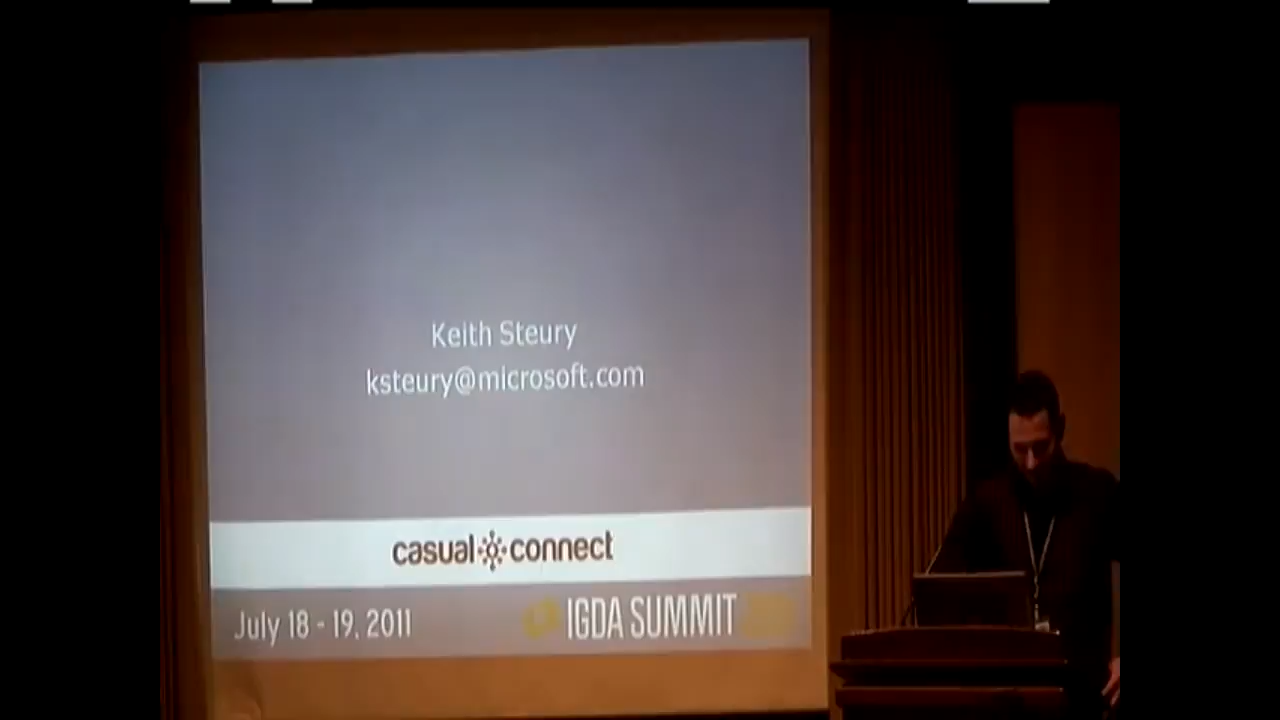 Keith Steury
ksteury@microsoft.com
casual connect
July 18 - 19, 2011
IGDA SUMMIT